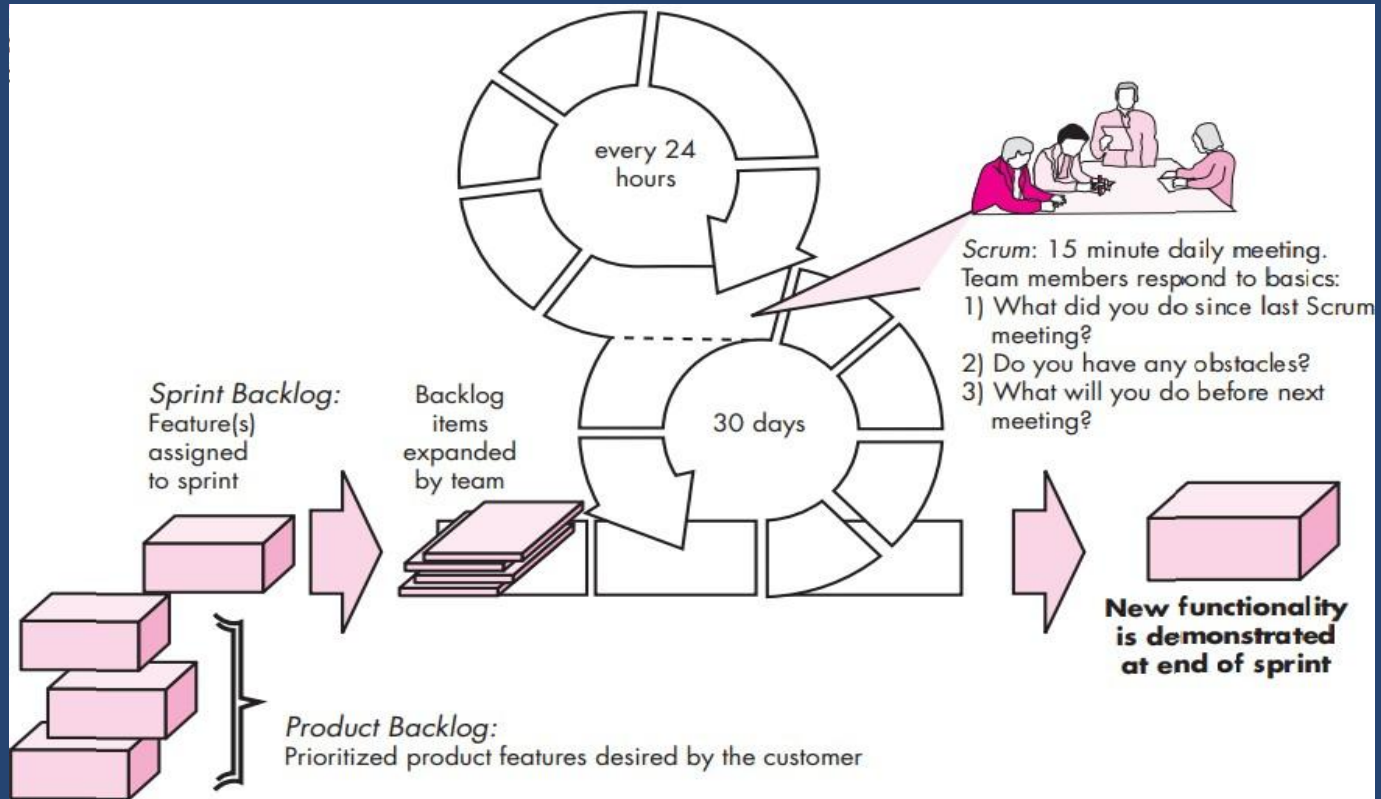 every 24
hours
Scrum: 15 minute daily meeting.
Team members respond to basics:
1) What did you do since last Scrum
meeting?
2) Do you have any obstacles?
3) What will you do before next
meeting?
Sprint Backlog:
Feature(s)
assigned
to sprint
Backlog
items
expanded
by team
30 days
New functionality
is demonstrated
at end of sprint
Product Backlog:
Prioritized product features desired by the customer